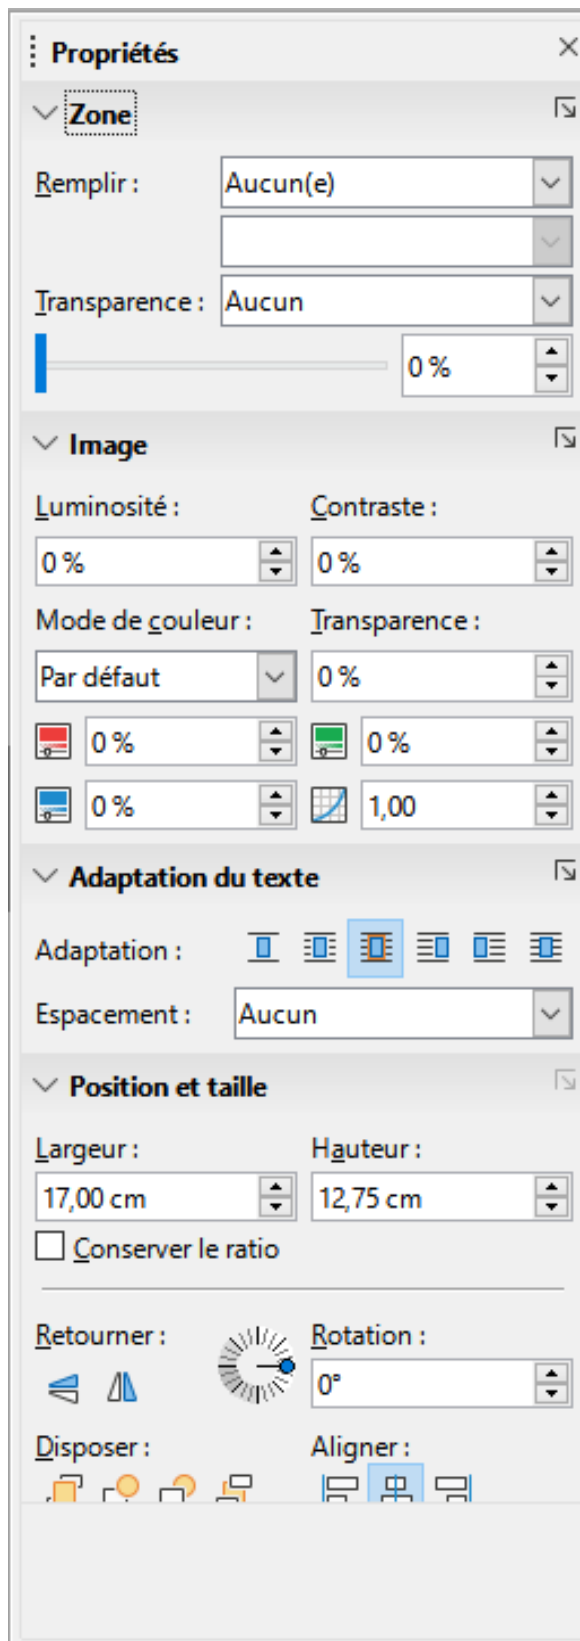 Propriétés
Zone
Remplir :
Aucun(e)
Transparence :
Aucun
0 %
Image
Luminosité :
Contraste :
0 %
0 %
Mode de couleur :
Transparence :
Par défaut
0 %
0 %
0 %
0 %
1,00
Adaptation du texte
Adaptation :
Espacement :
Aucun
Position et taille
Largeur :
Hauteur :
17,00 cm
12,75 cm
Conserver le ratio
Retourner :
Rotation :
0°
Disposer :
Aligner :